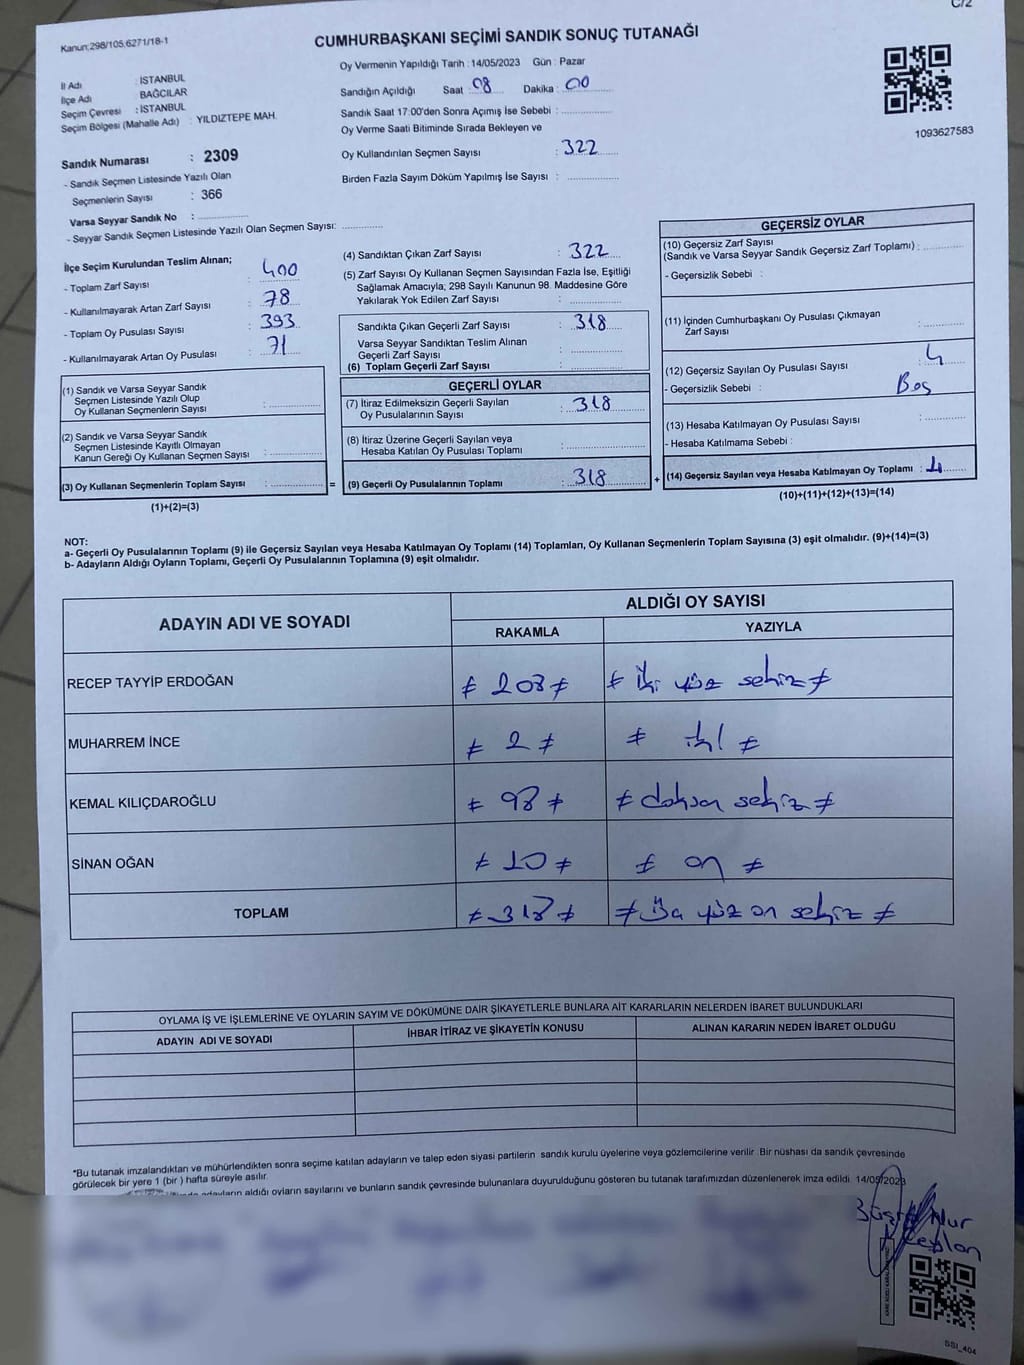 C/2
Kanun:298/105;6271/18-1
CUMHURBAŞKANI SEÇİMİ SANDIK SONUÇ TUTANAĞI
İl Adı : İSTANBUL
İlçe Adı : BAĞCILAR
Seçim Çevresi : İSTANBUL
Seçim Bölgesi (Mahalle Adı) : YILDIZTEPE MAH.
Sandık Numarası : 2309
- Sandık Seçmen Listesinde Yazılı Olan
Seçmenlerin Sayısı : 366
Varsa Seyyar Sandık No :
- Seyyar Sandık Seçmen Listesinde Yazılı Olan Seçmen Sayısı:
Oy Vermenin Yapıldığı Tarih : 14/05/2023 Gün : Pazar
Sandığın Açıldığı Saat : 08 Dakika : 00
Sandık Saat 17:00'den Sonra Açımış İse Sebebi :
Oy Verme Saati Bitiminde Sırada Bekleyen ve
Oy Kullandırılan Seçmen Sayısı : 322
Birden Fazla Sayım Döküm Yapılmış İse Sayısı :
1093627583
İlçe Seçim Kurulundan Teslim Alınan;
- Toplam Zarf Sayısı : 400
- Kullanılmayarak Artan Zarf Sayısı : 78
- Toplam Oy Pusulası Sayısı : 393
- Kullanılmayarak Artan Oy Pusulası : 71
(1) Sandık ve Varsa Seyyar Sandık
Seçmen Listesinde Yazılı Olup
Oy Kullanan Seçmenlerin Sayısı :
(2) Sandık ve Varsa Seyyar Sandık
Seçmen Listesinde Kayıtlı Olmayan
Kanun Gereği Oy Kullanan Seçmen Sayısı :
(3) Oy Kullanan Seçmenlerin Toplam Sayısı :
(1)+(2)=(3)
=
(4) Sandıktan Çıkan Zarf Sayısı : 322
(5) Zarf Sayısı Oy Kullanan Seçmen Sayısından Fazla İse, Eşitliği
Sağlamak Amacıyla; 298 Sayılı Kanunun 98. Maddesine Göre
Yakılarak Yok Edilen Zarf Sayısı :
Sandıkta Çıkan Geçerli Zarf Sayısı : 318
Varsa Seyyar Sandıktan Teslim Alınan
Geçerli Zarf Sayısı :
(6) Toplam Geçerli Zarf Sayısı :
GEÇERLİ OYLAR
(7) İtiraz Edilmeksizin Geçerli Sayılan
Oy Pusulalarının Sayısı : 318
(8) İtiraz Üzerine Geçerli Sayılan veya
Hesaba Katılan Oy Pusulası Toplamı :
(9) Geçerli Oy Pusulalarının Toplamı : 318
+
GEÇERSİZ OYLAR
(10) Geçersiz Zarf Sayısı
(Sandık ve Varsa Seyyar Sandık Geçersiz Zarf Toplamı) :
- Geçersizlik Sebebi :
(11) İçinden Cumhurbaşkanı Oy Pusulası Çıkmayan
Zarf Sayısı :
(12) Geçersiz Sayılan Oy Pusulası Sayısı : 4
- Geçersizlik Sebebi : Boş
(13) Hesaba Katılmayan Oy Pusulası Sayısı :
- Hesaba Katılmama Sebebi :
(14) Geçersiz Sayılan veya Hesaba Katılmayan Oy Toplamı : 4
(10)+(11)+(12)+(13)=(14)
NOT:
a- Geçerli Oy Pusulalarının Toplamı (9) ile Geçersiz Sayılan veya Hesaba Katılmayan Oy Toplamı (14) Toplamları, Oy Kullanan Seçmenlerin Toplam Sayısına (3) eşit olmalıdır. (9)+(14)=(3)
b- Adayların Aldığı Oyların Toplamı, Geçerli Oy Pusulalarının Toplamına (9) eşit olmalıdır.
ADAYIN ADI VE SOYADI
ALDIĞI OY SAYISI
RAKAMLA YAZIYLA
RECEP TAYYİP ERDOĞAN ≠ 208 ≠ ≠ iki yüz sekiz ≠
MUHARREM İNCE ≠ 2 ≠ ≠ iki ≠
KEMAL KILIÇDAROĞLU ≠ 98 ≠ ≠ doksan sekiz ≠
SİNAN OĞAN ≠ 10 ≠ ≠ on ≠
TOPLAM ≠ 318 ≠ ≠ Üç yüz on sekiz ≠
OYLAMA İŞ VE İŞLEMLERİNE VE OYLARIN SAYIM VE DÖKÜMÜNE DAİR ŞİKAYETLERLE BUNLARA AİT KARARLARIN NELERDEN İBARET BULUNDUKLARI
ADAYIN ADI VE SOYADI İHBAR İTİRAZ VE ŞİKAYETİN KONUSU ALINAN KARARIN NEDEN İBARET OLDUĞU
*Bu tutanak imzalandıktan ve mühürlendikten sonra seçime katılan adayların ve talep eden siyasi partilerin sandık kurulu üyelerine veya gözlemcilerine verilir. Bir nüshası da sandık çevresinde
görülecek bir yere 1 (bir ) hafta süreyle asılır.
adayların aldığı oyların sayılarını ve bunların sandık çevresinde bulunanlara duyurulduğunu gösteren bu tutanak tarafımızdan düzenlenerek imza edildi. 14/05/2023
Büşra Nur
Ceylan
SSI_404